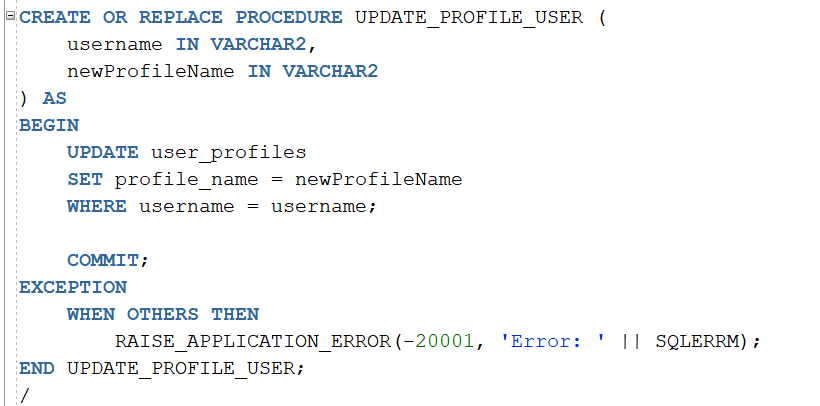 CREATE OR REPLACE PROCEDURE UPDATE_PROFILE_USER (
    username IN VARCHAR2,
    newProfileName IN VARCHAR2
) AS
BEGIN
    UPDATE user_profiles
    SET profile_name = newProfileName
    WHERE username = username;

    COMMIT;
EXCEPTION
    WHEN OTHERS THEN
        RAISE_APPLICATION_ERROR(-20001, 'Error: ' || SQLERRM);
END UPDATE_PROFILE_USER;
/